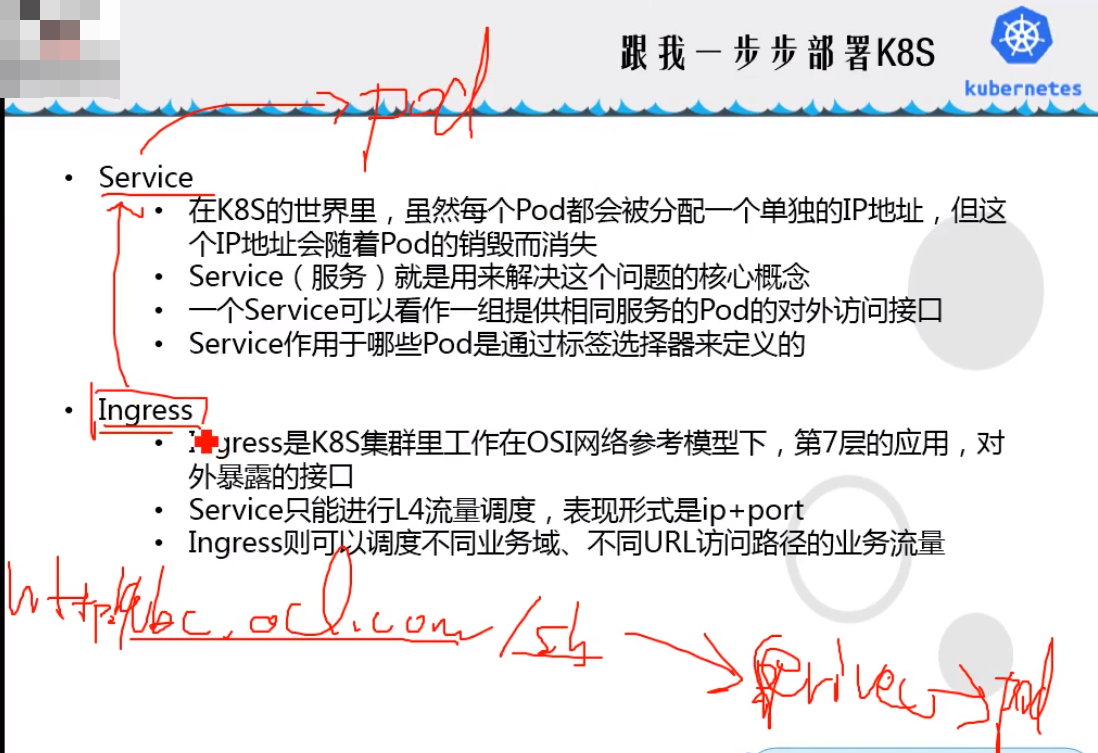 跟我一步步部署K8S
kubernetes
pod
• Service
• 在K8S的世界里，虽然每个Pod都会被分配一个单独的IP地址，但这
个IP地址会随着Pod的销毁而消失
• Service（服务）就是用来解决这个问题的核心概念
• 一个Service可以看作一组提供相同服务的Pod的对外访问接口
• Service作用于哪些Pod是通过标签选择器来定义的
• Ingress
• Ingress是K8S集群里工作在OSI网络参考模型下，第7层的应用，对
外暴露的接口
• Service只能进行L4流量调度，表现形式是ip+port
• Ingress则可以调度不同业务域、不同URL访问路径的业务流量
pod